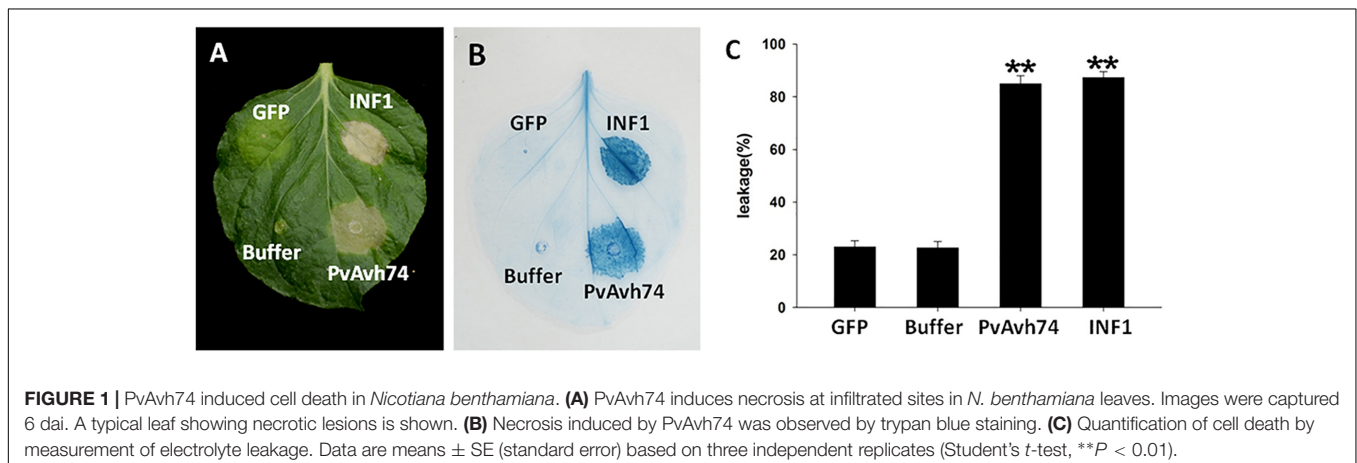 A
GFP
INF1
Buffer
PvAvh74
B
GFP
INF1
Buffer
PvAvh74
C
leakage(%)
100
80
60
40
20
0
**
**
GFP Buffer PvAvh74 INF1
FIGURE 1 | PvAvh74 induced cell death in Nicotiana benthamiana. (A) PvAvh74 induces necrosis at infiltrated sites in N. benthamiana leaves. Images were captured
6 dai. A typical leaf showing necrotic lesions is shown. (B) Necrosis induced by PvAvh74 was observed by trypan blue staining. (C) Quantification of cell death by
measurement of electrolyte leakage. Data are means ± SE (standard error) based on three independent replicates (Student's t-test, **P < 0.01).